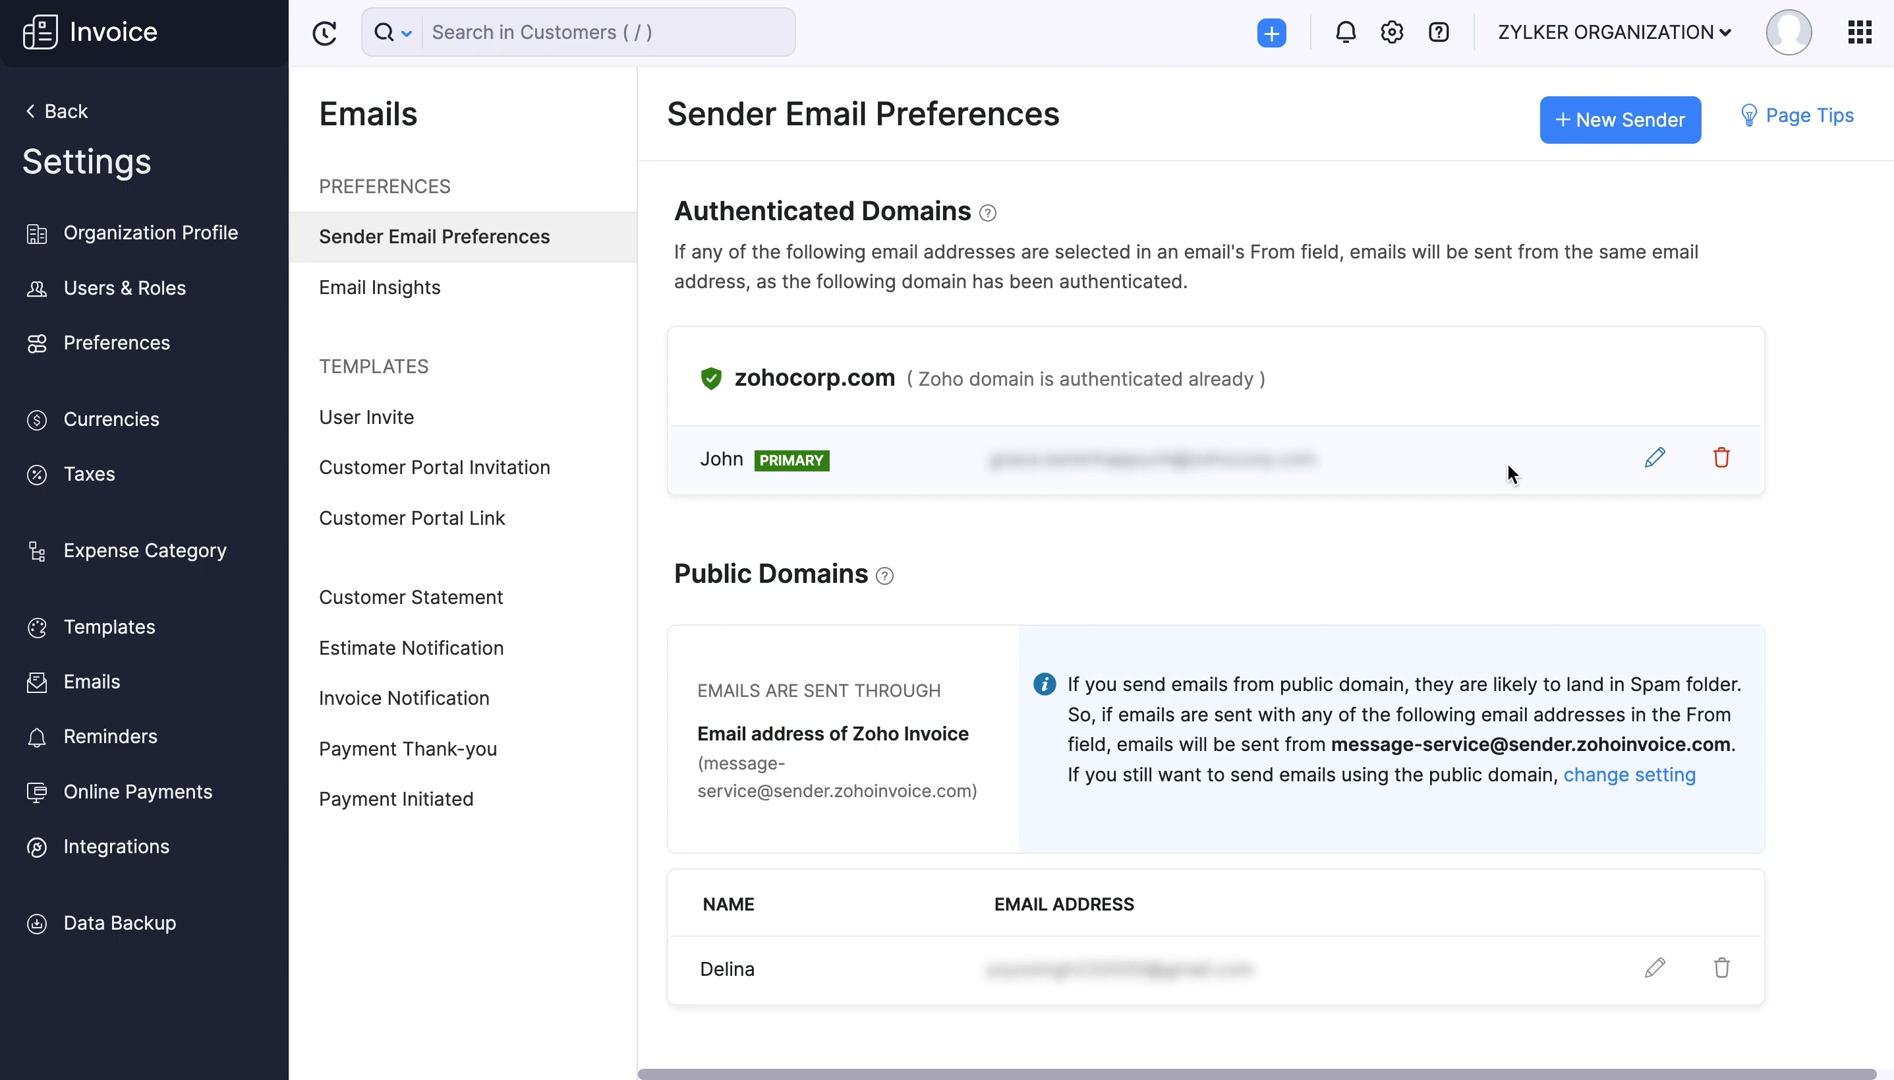 Invoice
Search in Customers ( / )
ZYLKER ORGANIZATION
Back
Settings
Organization Profile
Users & Roles
Preferences
Currencies
Taxes
Expense Category
Templates
Emails
Reminders
Online Payments
Integrations
Data Backup
Emails
PREFERENCES
Sender Email Preferences
Email Insights
TEMPLATES
User Invite
Customer Portal Invitation
Customer Portal Link
Customer Statement
Estimate Notification
Invoice Notification
Payment Thank-you
Payment Initiated
Sender Email Preferences
+ New Sender
Page Tips
Authenticated Domains
If any of the following email addresses are selected in an email's From field, emails will be sent from the same email
address, as the following domain has been authenticated.
zohocorp.com ( Zoho domain is authenticated already )
John PRIMARY
Public Domains
EMAILS ARE SENT THROUGH
Email address of Zoho Invoice
(message-
service@sender.zohoinvoice.com)
If you send emails from public domain, they are likely to land in Spam folder.
So, if emails are sent with any of the following email addresses in the From
field, emails will be sent from message-service@sender.zohoinvoice.com.
If you still want to send emails using the public domain, change setting
NAME EMAIL ADDRESS
Delina